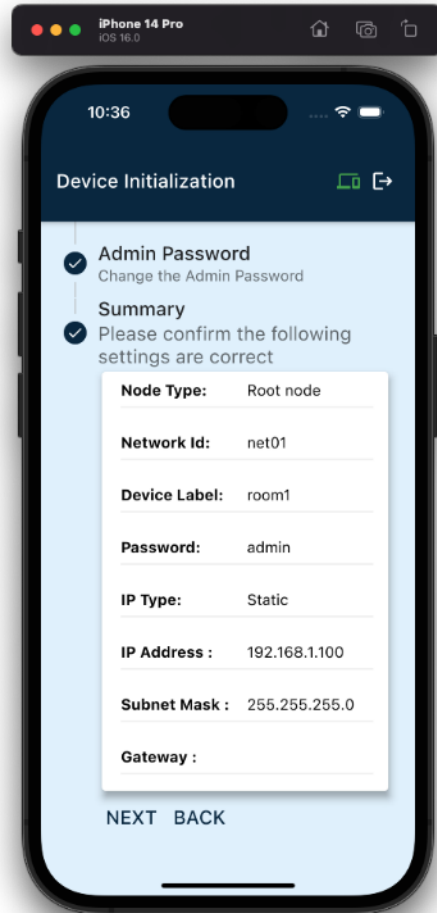 iPhone 14 Pro
iOS 16.0
10:36
Device Initialization
Admin Password
Change the Admin Password
Summary
Please confirm the following
settings are correct
Node Type: Root node
Network Id: net01
Device Label: room1
Password: admin
IP Type: Static
IP Address : 192.168.1.100
Subnet Mask : 255.255.255.0
Gateway :
NEXT BACK